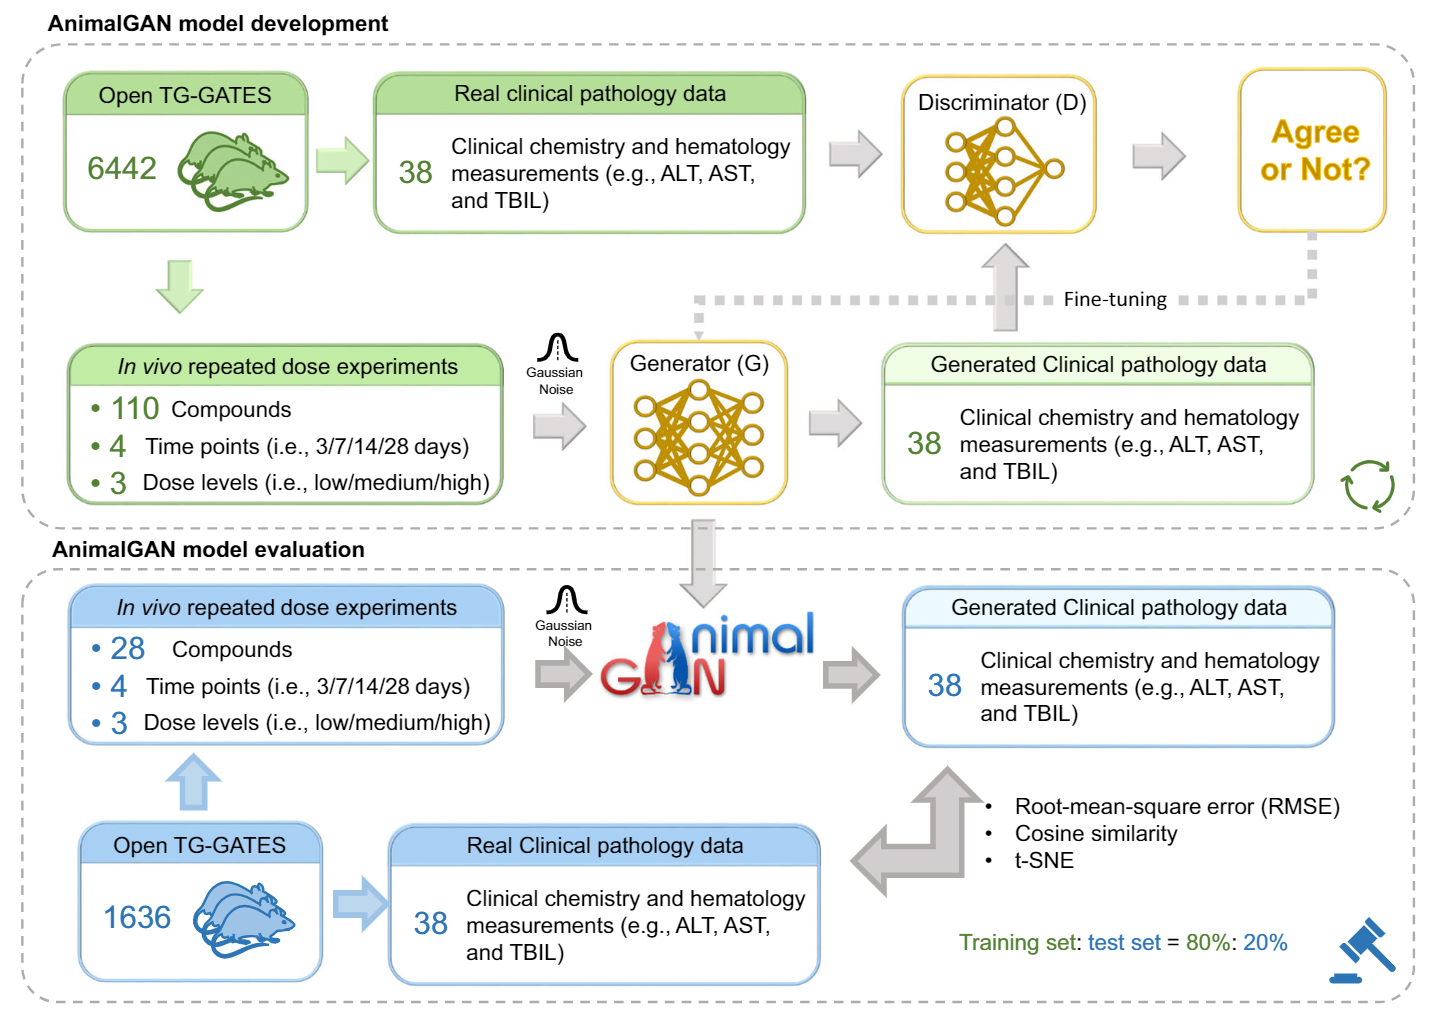 AnimalGAN model development
Open TG-GATES
6442
Real clinical pathology data
38
Clinical chemistry and hematology
measurements (e.g., ALT, AST,
and TBIL)
Discriminator (D)
Agree
or Not?
Fine-tuning
In vivo repeated dose experiments
• 110 Compounds
• 4 Time points (i.e., 3/7/14/28 days)
• 3 Dose levels (i.e., low/medium/high)
Gaussian
Noise
Generator (G)
Generated Clinical pathology data
38
Clinical chemistry and hematology
measurements (e.g., ALT, AST,
and TBIL)
AnimalGAN model evaluation
In vivo repeated dose experiments
• 28 Compounds
• 4 Time points (i.e., 3/7/14/28 days)
• 3 Dose levels (i.e., low/medium/high)
Gaussian
Noise
Animal
GAN
Generated Clinical pathology data
38
Clinical chemistry and hematology
measurements (e.g., ALT, AST,
and TBIL)
Open TG-GATES
1636
Real Clinical pathology data
38
Clinical chemistry and hematology
measurements (e.g., ALT, AST,
and TBIL)
• Root-mean-square error (RMSE)
• Cosine similarity
• t-SNE
Training set: test set = 80%: 20%